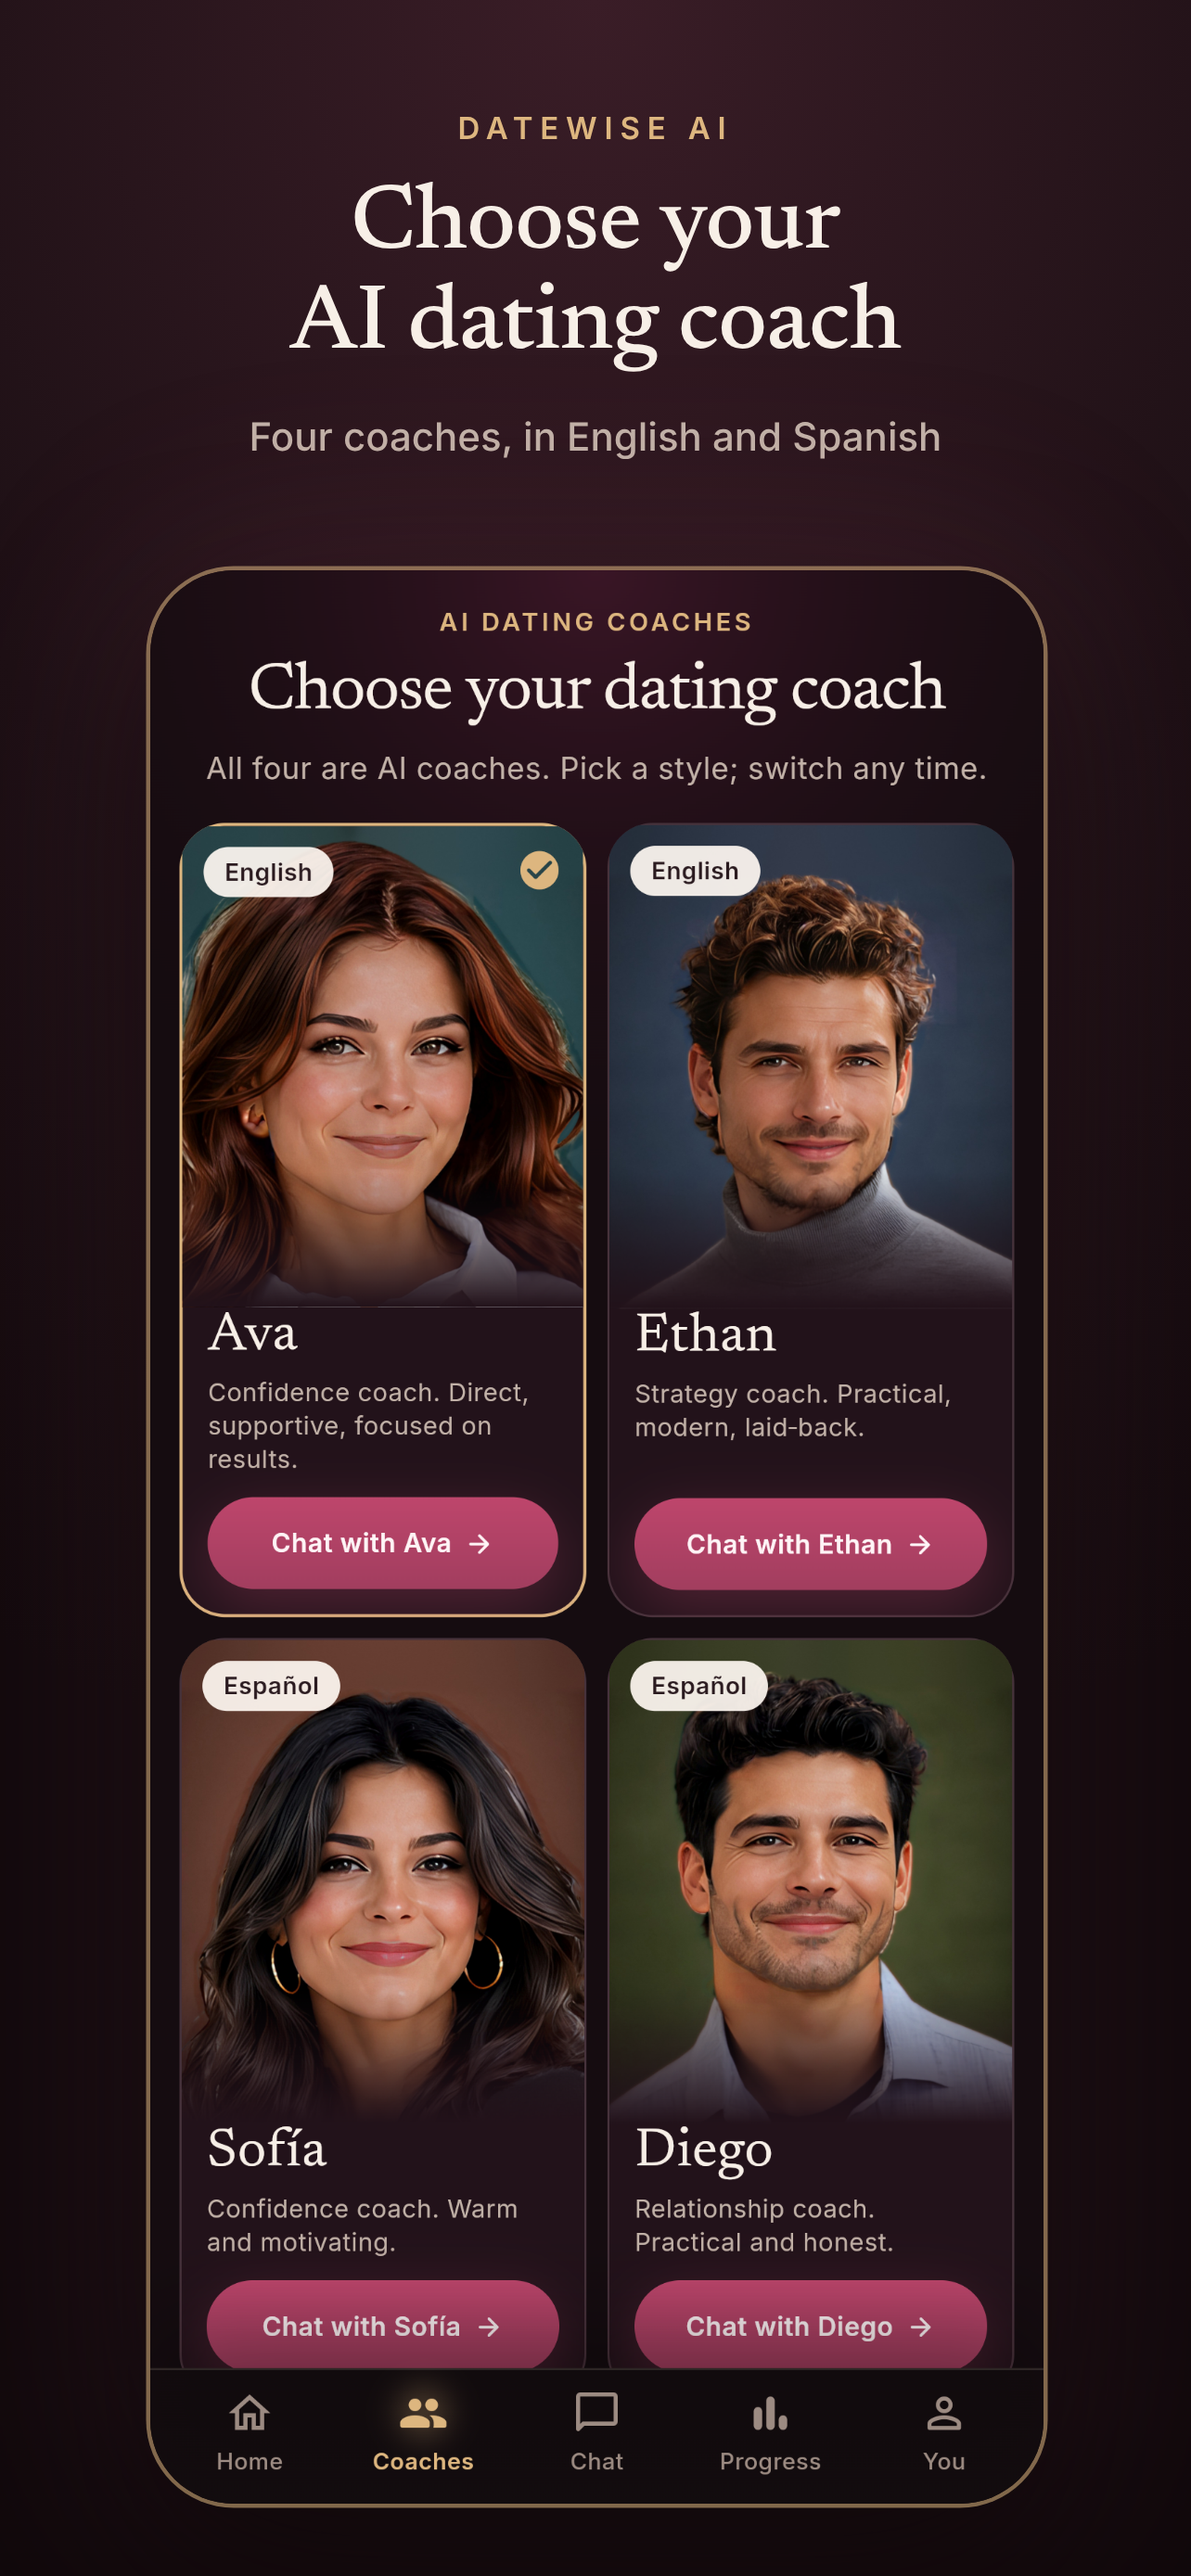 DATEWISE AI
Choose your
AI dating coach
Four coaches, in English and Spanish
AI DATING COACHES
Choose your dating coach
All four are AI coaches. Pick a style; switch any time.
English
Ava
Confidence coach. Direct,
supportive, focused on
results.
Chat with Ava →
English
Ethan
Strategy coach. Practical,
modern, laid-back.
Chat with Ethan →
Español
Sofía
Confidence coach. Warm
and motivating.
Chat with Sofía →
Español
Diego
Relationship coach.
Practical and honest.
Chat with Diego →
Home
Coaches
Chat
Progress
You